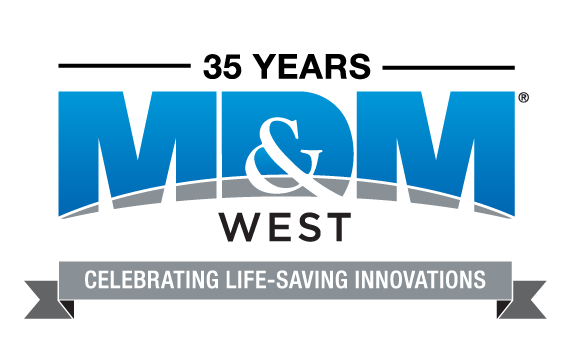 35 YEARS
MD&M®
WEST
CELEBRATING LIFE-SAVING INNOVATIONS